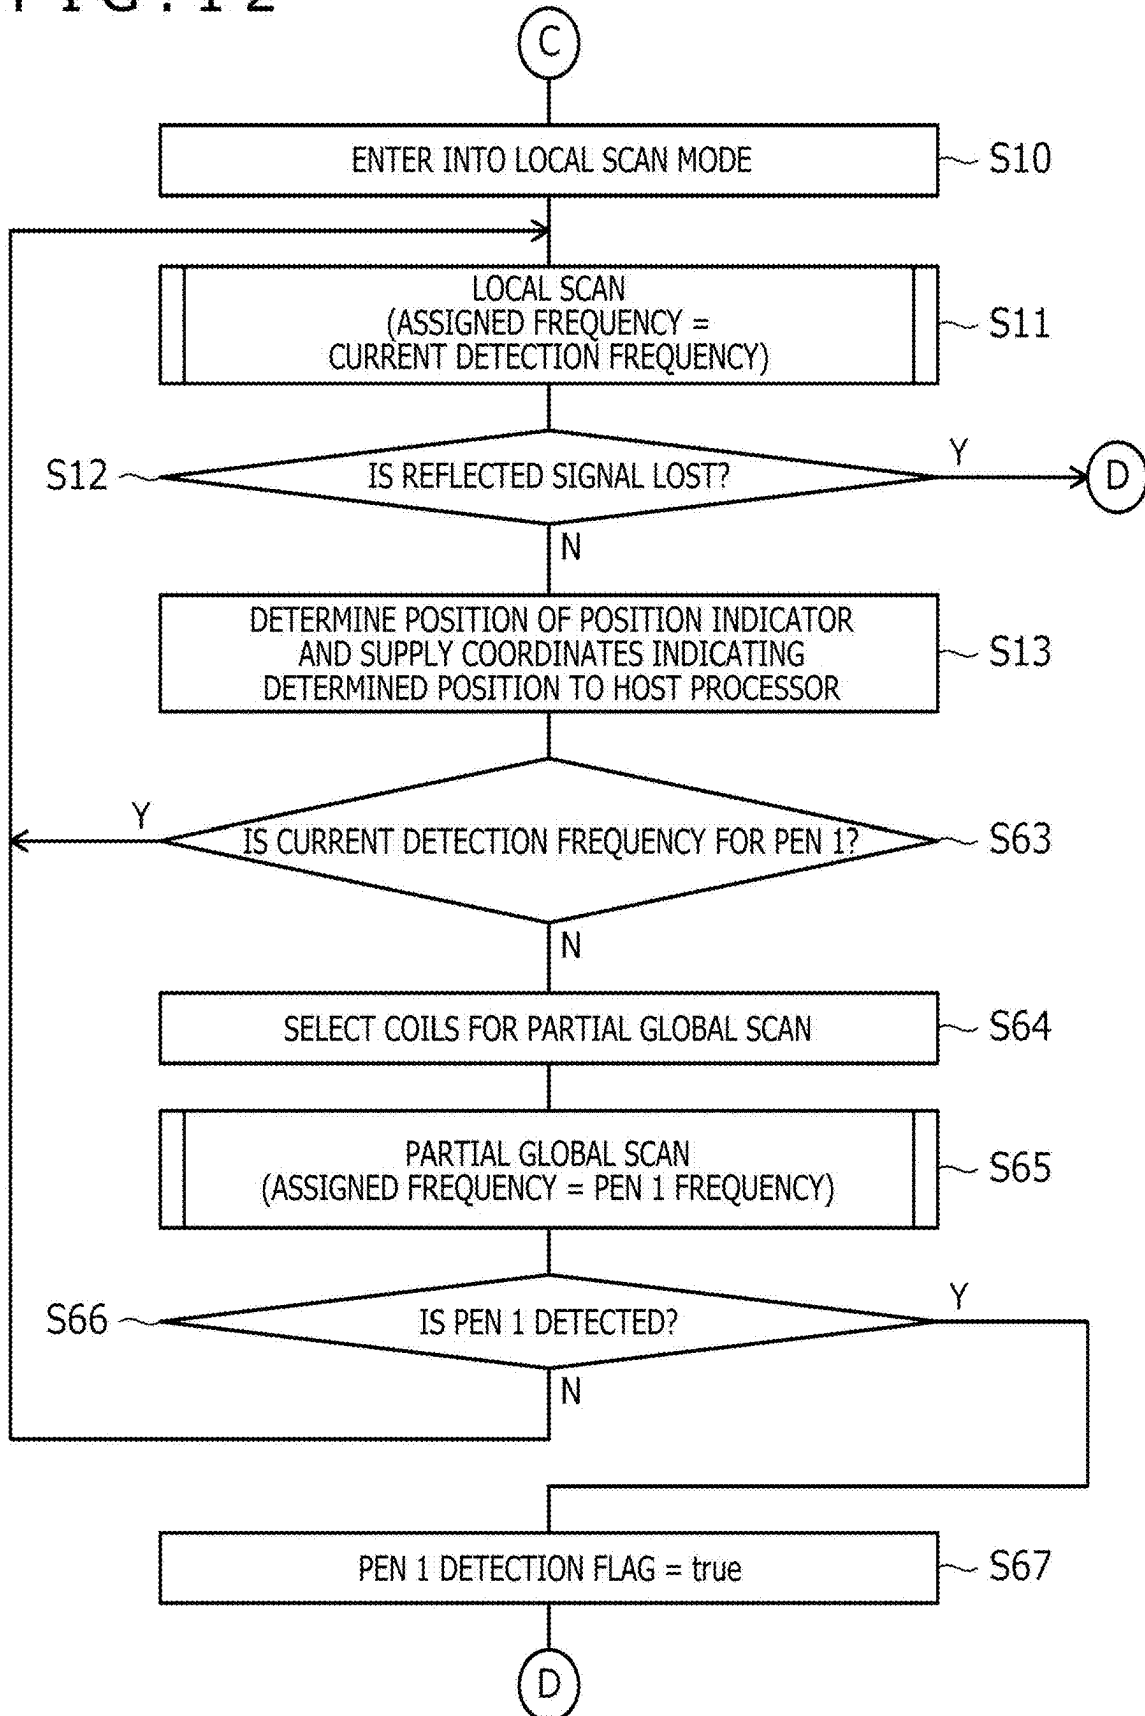 FIG.12
C
ENTER INTO LOCAL SCAN MODE
S10
LOCAL SCAN
(ASSIGNED FREQUENCY =
CURRENT DETECTION FREQUENCY)
S11
S12
IS REFLECTED SIGNAL LOST?
Y
D
N
DETERMINE POSITION OF POSITION INDICATOR
AND SUPPLY COORDINATES INDICATING
DETERMINED POSITION TO HOST PROCESSOR
S13
Y
IS CURRENT DETECTION FREQUENCY FOR PEN 1?
S63
N
SELECT COILS FOR PARTIAL GLOBAL SCAN
S64
PARTIAL GLOBAL SCAN
(ASSIGNED FREQUENCY = PEN 1 FREQUENCY)
S65
S66
IS PEN 1 DETECTED?
Y
N
PEN 1 DETECTION FLAG = true
S67
D